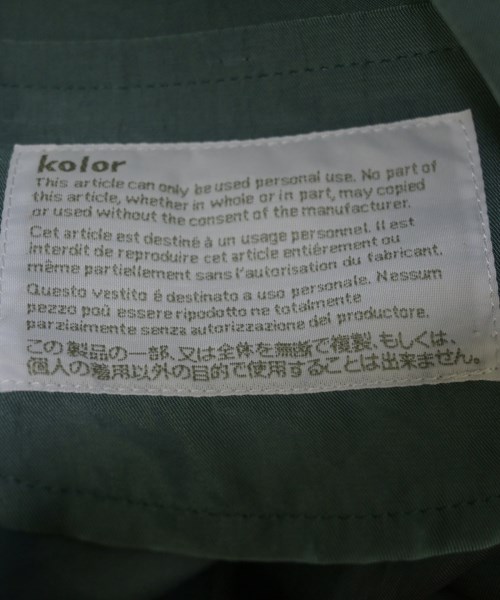 kolor
This article can only be used personal use. No part of
this article, whether in whole or in part, may copied
or used without the consent of the manufacturer.
Cet article est destiné à un usage personnel. Il est
interdit de reproduire cet article entiérement ou
même partiellement sans l'autorisation du fabricant.
Questo vestito é destinato a uso personale. Nessum
pezzo poù essere ripodotto ne totalmente
parzialmente senza autorizzazione del productore.
この製品の一部、又は全体を無断で複製、もしくは、
個人の着用以外の目的で使用することは出来ません。